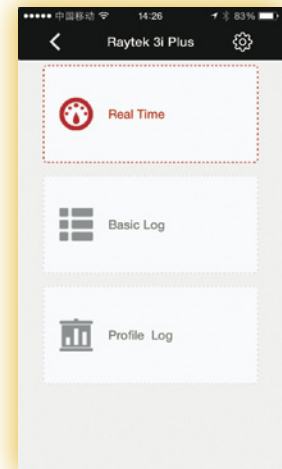 中国移动 14:26 83%
Raytek 3i Plus
Real Time
Basic Log
Profile Log